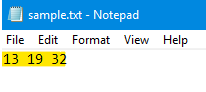 sample.txt - Notepad
File Edit Format View Help
13 19 32